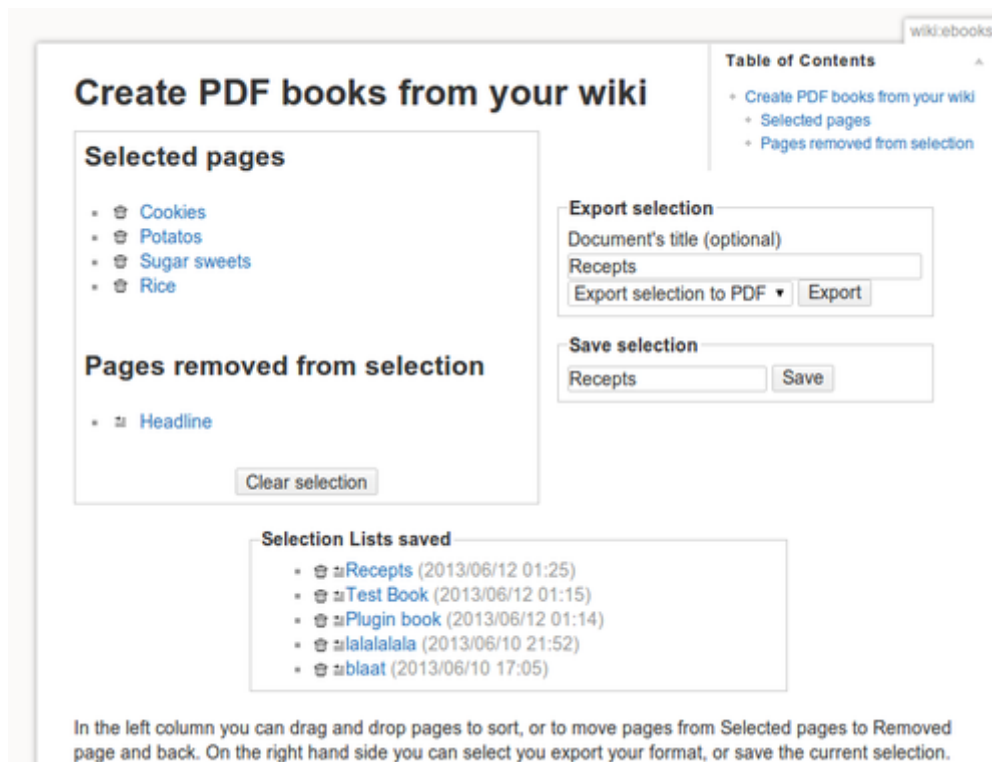 wiki:ebooks
Table of Contents
Create PDF books from your wiki
Selected pages
Pages removed from selection
Create PDF books from your wiki
Selected pages
Cookies
Potatos
Sugar sweets
Rice
Pages removed from selection
Headline
Clear selection
Export selection
Document's title (optional)
Recepts
Export selection to PDF Export
Save selection
Recepts Save
Selection Lists saved
Recepts (2013/06/12 01:25)
Test Book (2013/06/12 01:15)
Plugin book (2013/06/12 01:14)
lalalalala (2013/06/10 21:52)
blaat (2013/06/10 17:05)
In the left column you can drag and drop pages to sort, or to move pages from Selected pages to Removed
page and back. On the right hand side you can select you export your format, or save the current selection.